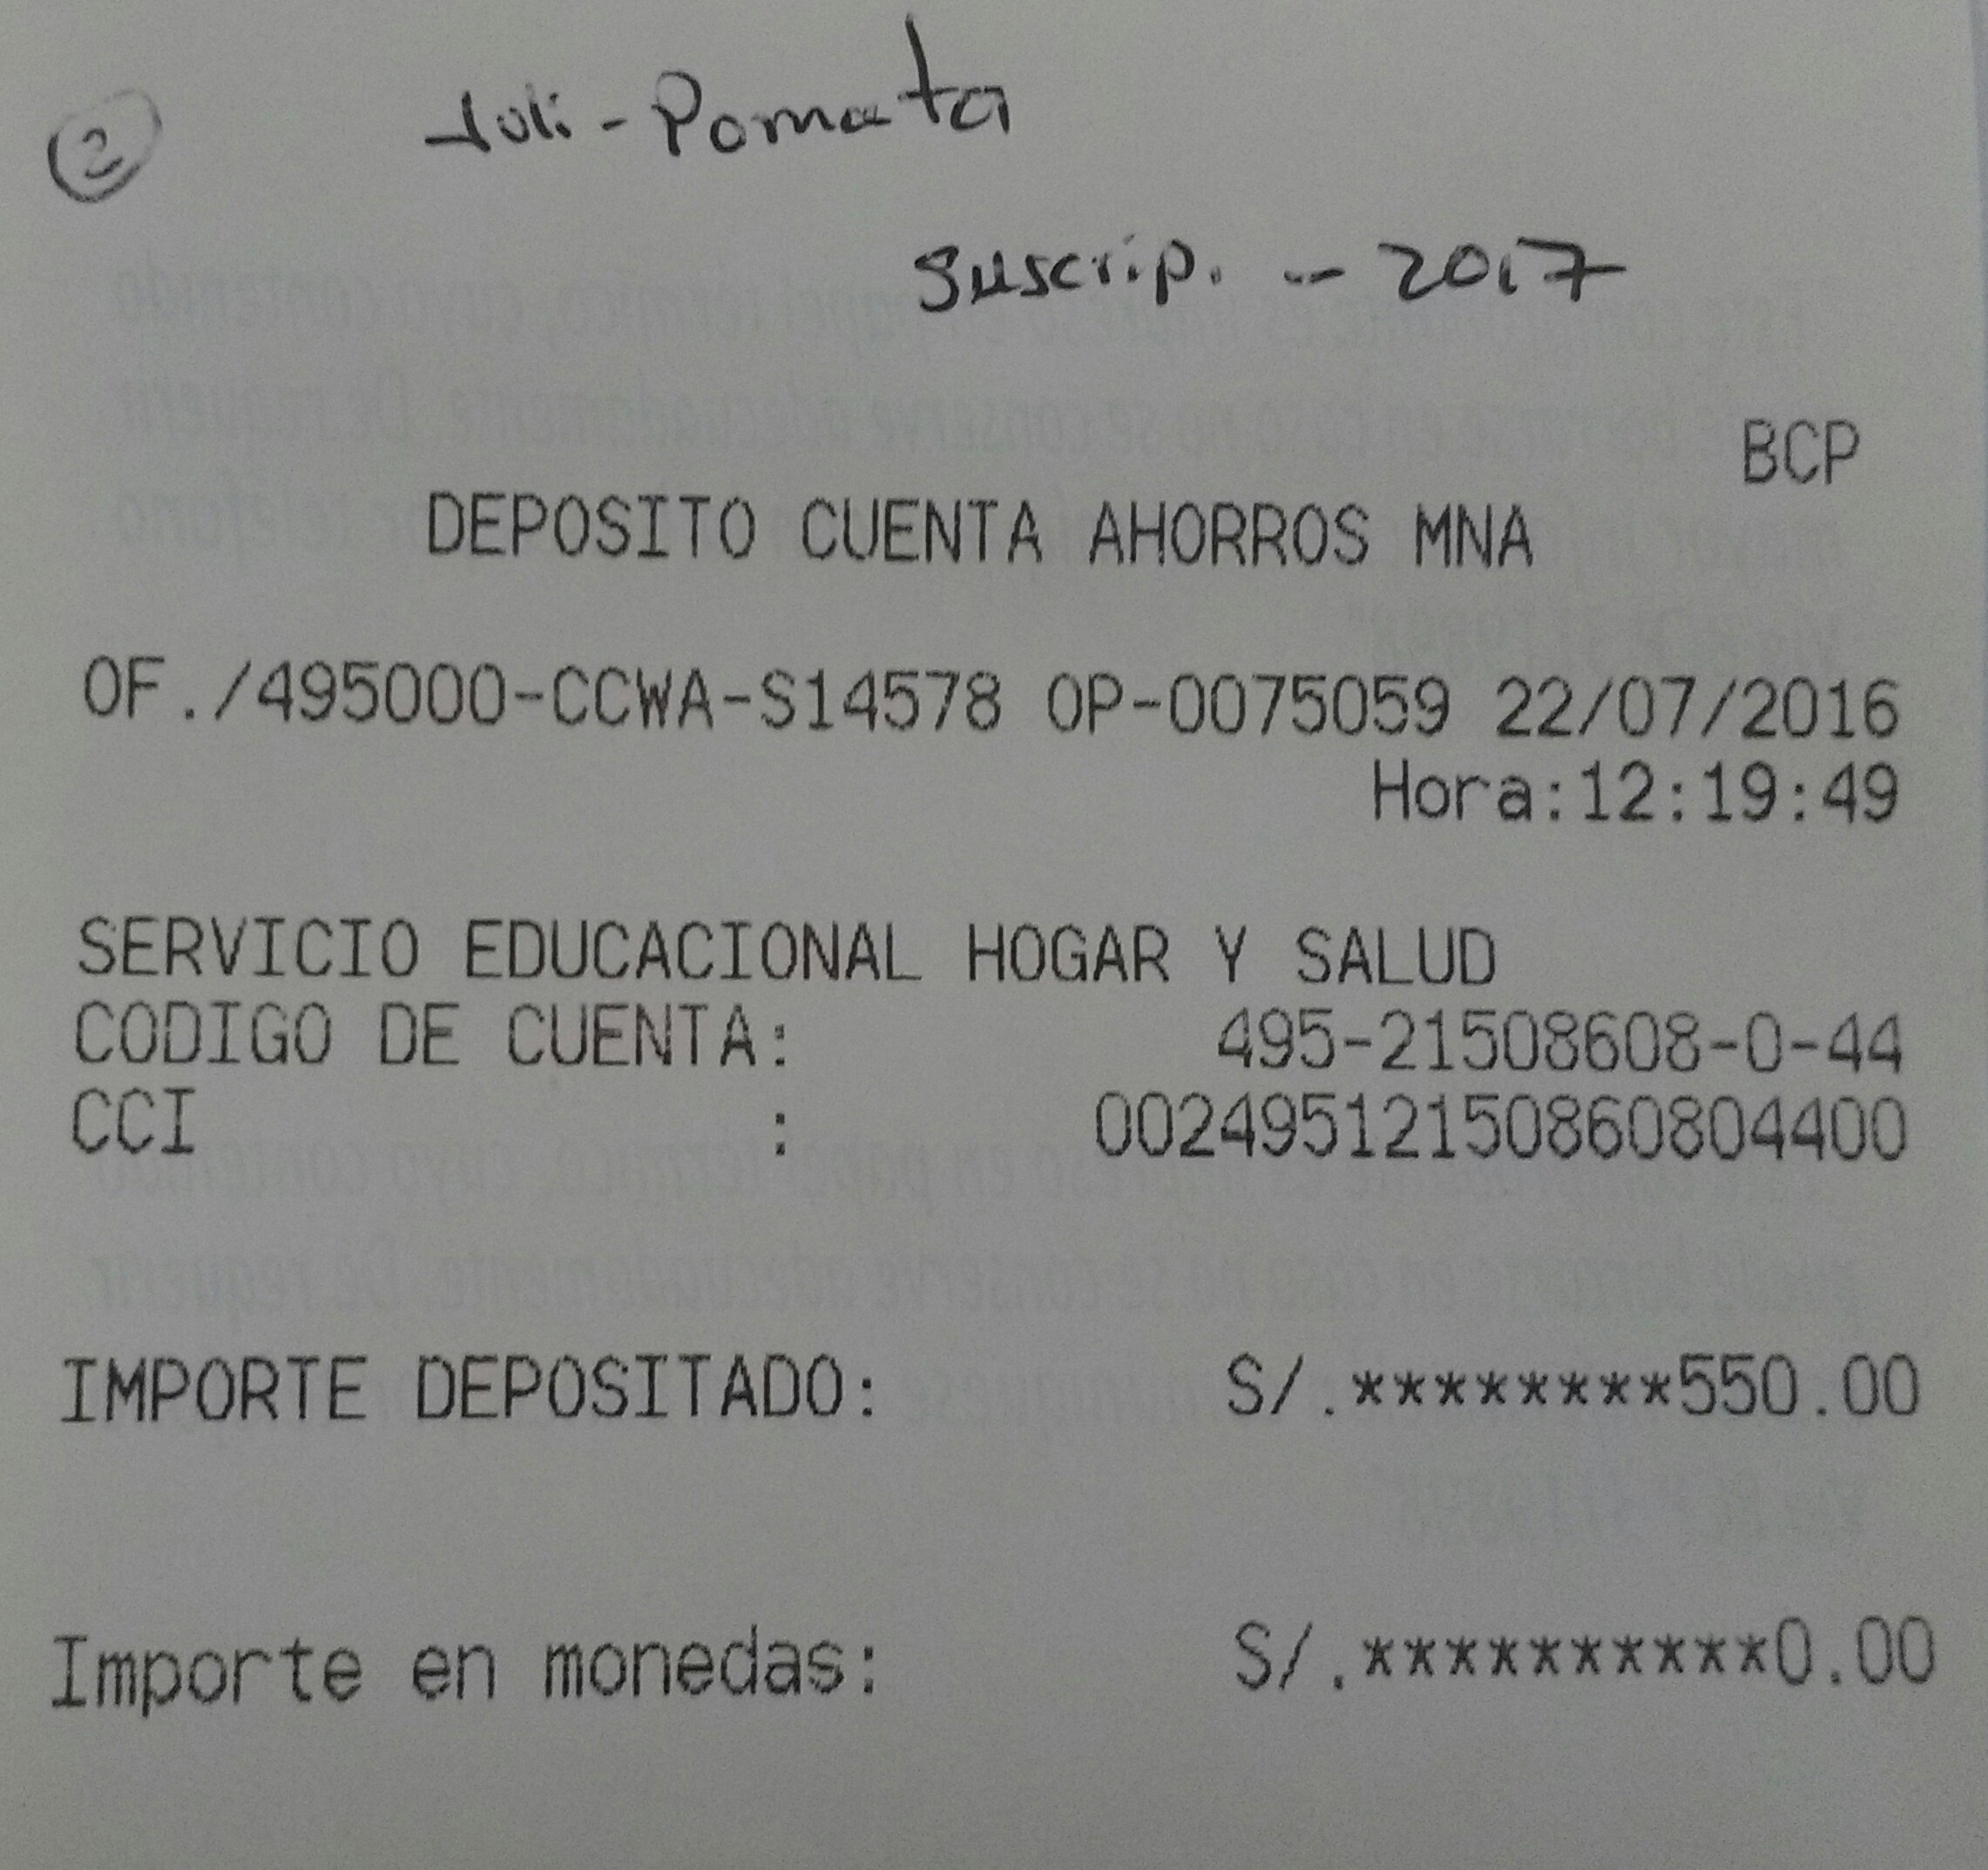 2
Juli - Pomata
Suscrip. -- 2017
BCP
DEPOSITO CUENTA AHORROS MNA
OF./495000-CCWA-S14578 OP-0075059 22/07/2016
Hora:12:19:49
SERVICIO EDUCACIONAL HOGAR Y SALUD
CODIGO DE CUENTA: 495-21508608-0-44
CCI : 00249512150860804400
IMPORTE DEPOSITADO: S/.********550.00
Importe en monedas: S/.**********0.00